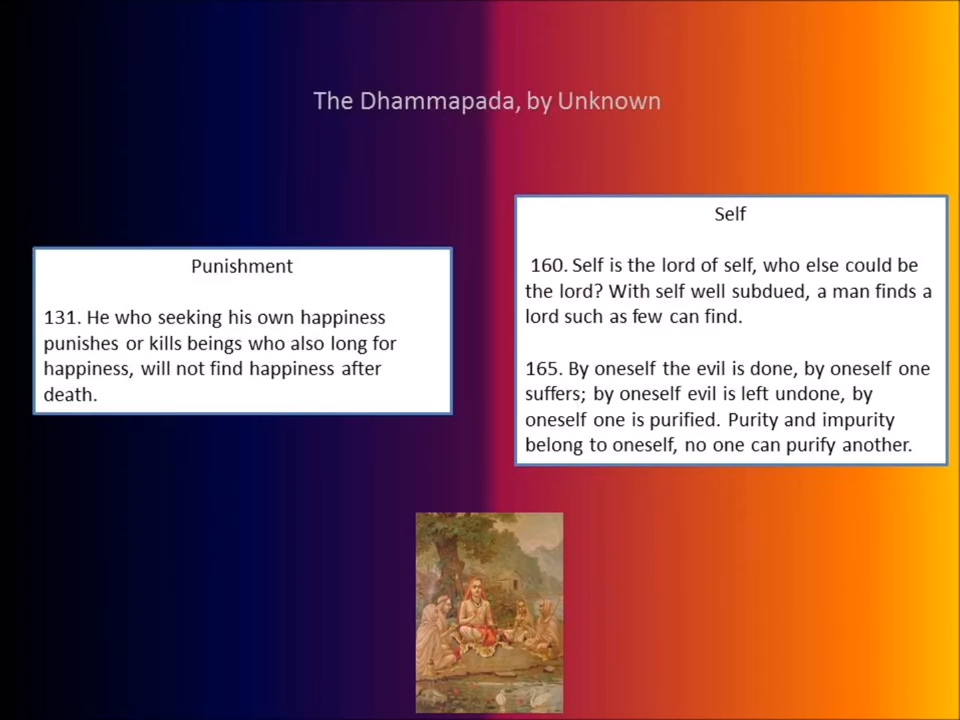 The Dhammapada, by Unknown
Punishment
131. He who seeking his own happiness
punishes or kills beings who also long for
happiness, will not find happiness after
death.
Self
160. Self is the lord of self, who else could be
the lord? With self well subdued, a man finds a
lord such as few can find.
165. By oneself the evil is done, by oneself one
suffers; by oneself evil is left undone, by
oneself one is purified. Purity and impurity
belong to oneself, no one can purify another.